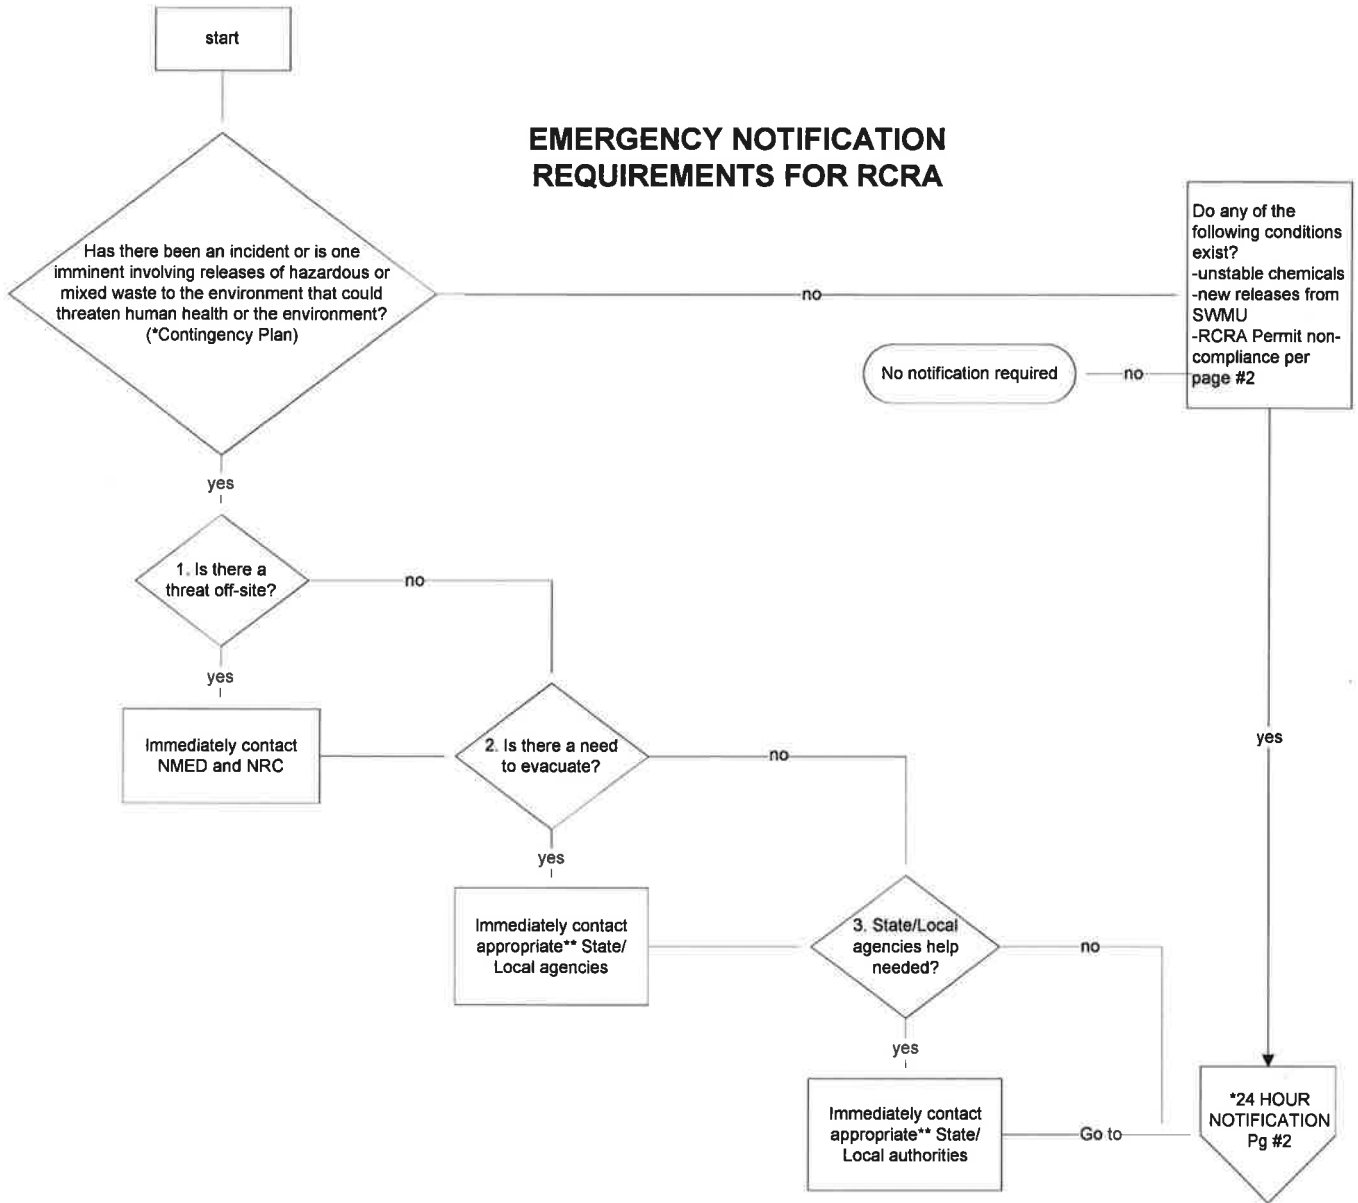 start
EMERGENCY NOTIFICATION
REQUIREMENTS FOR RCRA
Has there been an incident or is one
imminent involving releases of hazardous or
mixed waste to the environment that could
threaten human health or the environment?
(*Contingency Plan)
no
Do any of the
following conditions
exist?
-unstable chemicals
-new releases from
SWMU
-RCRA Permit non-
compliance per
page #2
No notification required
no
yes
1. Is there a
threat off-site?
no
yes
Immediately contact
NMED and NRC
2. Is there a need
to evacuate?
no
yes
yes
Immediately contact
appropriate** State/
Local agencies
3. State/Local
agencies help
needed?
no
yes
Immediately contact
appropriate** State/
Local authorities
Go to
*24 HOUR
NOTIFICATION
Pg #2